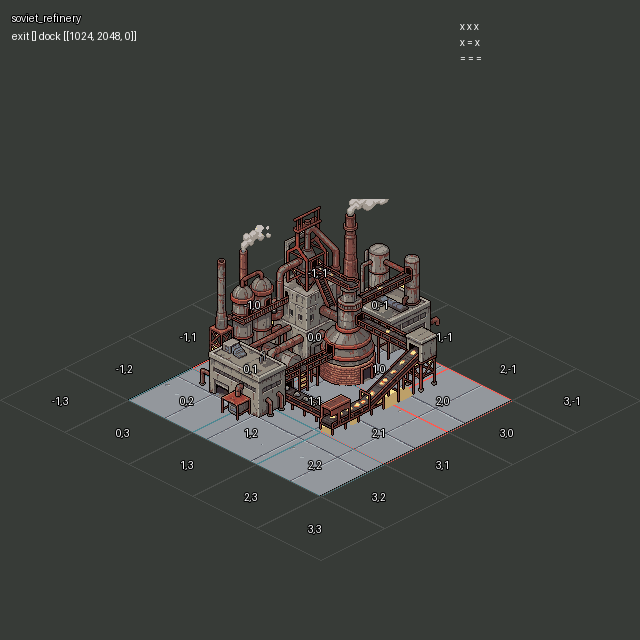 soviet_refinery
exit [] dock [[1024, 2048, 0]]
x x x
x = x
= = =
-1,-1
1,0 0,-1
-1,1 0,0 1,-1
-1,2 0,1 1,0 2,-1
-1,3 0,2 1,1 2,0 3,-1
0,3 1,2 2,1 3,0
1,3 2,2 3,1
2,3 3,2
3,3